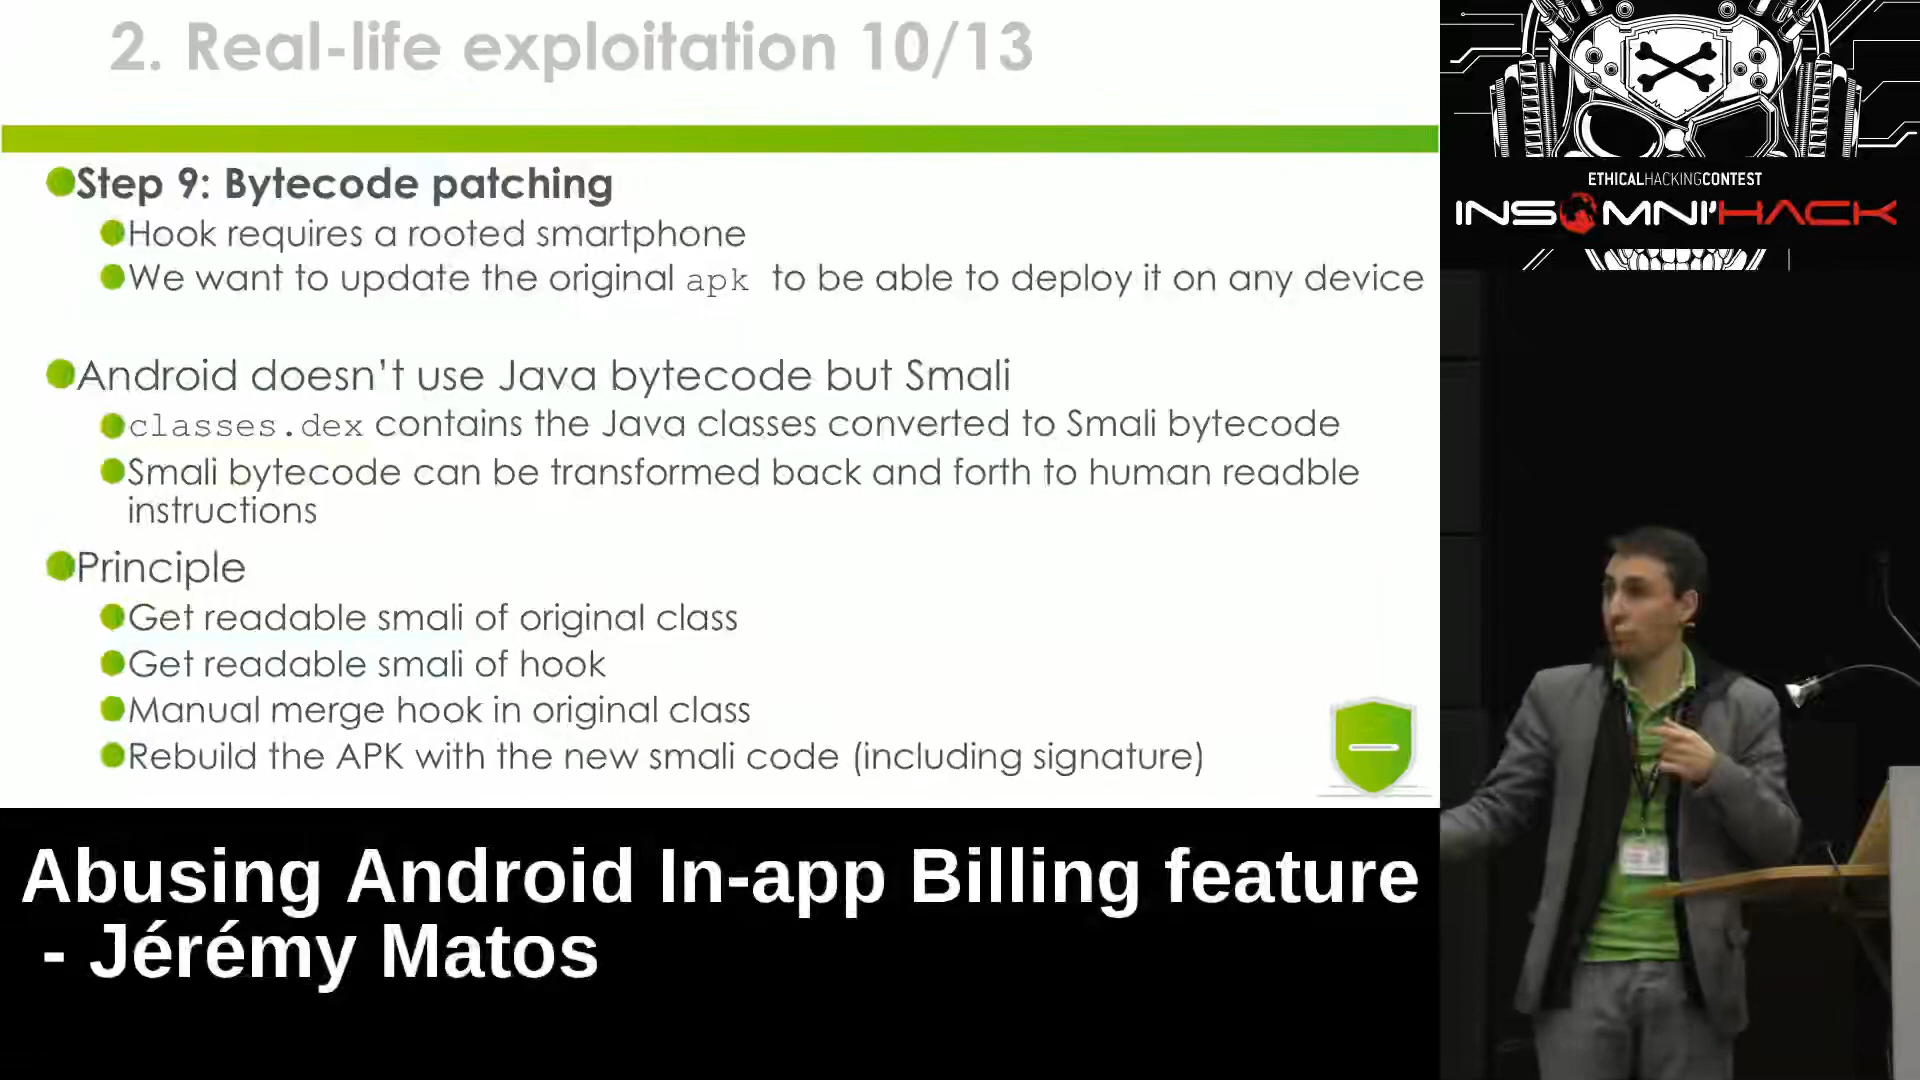 2. Real-life exploitation 10/13
Step 9: Bytecode patching
Hook requires a rooted smartphone
We want to update the original apk to be able to deploy it on any device
Android doesn't use Java bytecode but Smali
classes.dex contains the Java classes converted to Smali bytecode
Smali bytecode can be transformed back and forth to human readble
instructions
Principle
Get readable smali of original class
Get readable smali of hook
Manual merge hook in original class
Rebuild the APK with the new smali code (including signature)
ETHICALHACKINGCONTEST
INSOMNI'HACK
Abusing Android In-app Billing feature
- Jérémy Matos